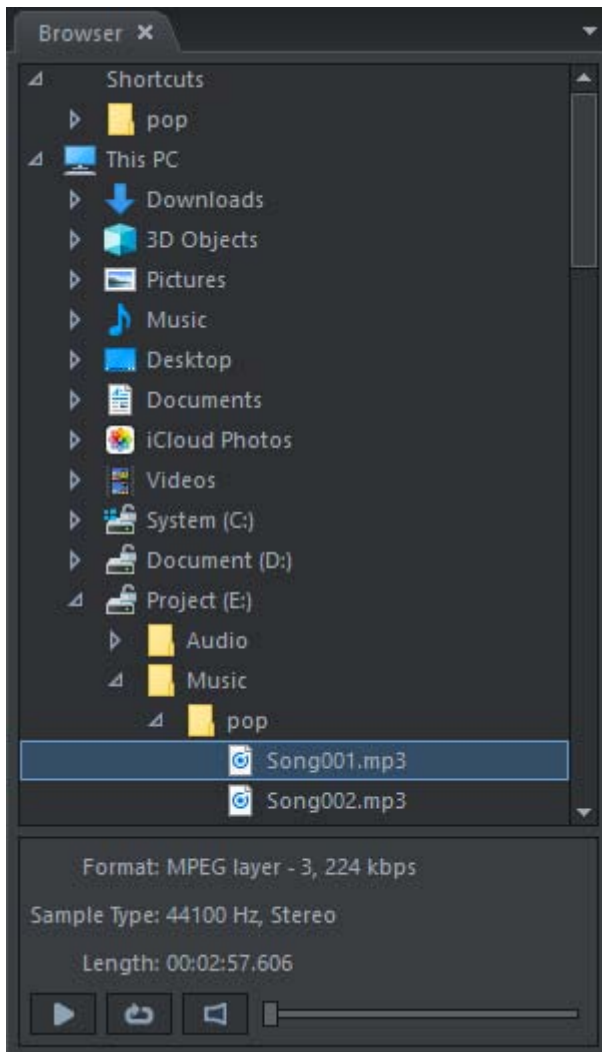 Browser
Shortcuts
pop
This PC
Downloads
3D Objects
Pictures
Music
Desktop
Documents
iCloud Photos
Videos
System (C:)
Document (D:)
Project (E:)
Audio
Music
pop
Song001.mp3
Song002.mp3
Format: MPEG layer - 3, 224 kbps
Sample Type: 44100 Hz, Stereo
Length: 00:02:57.606